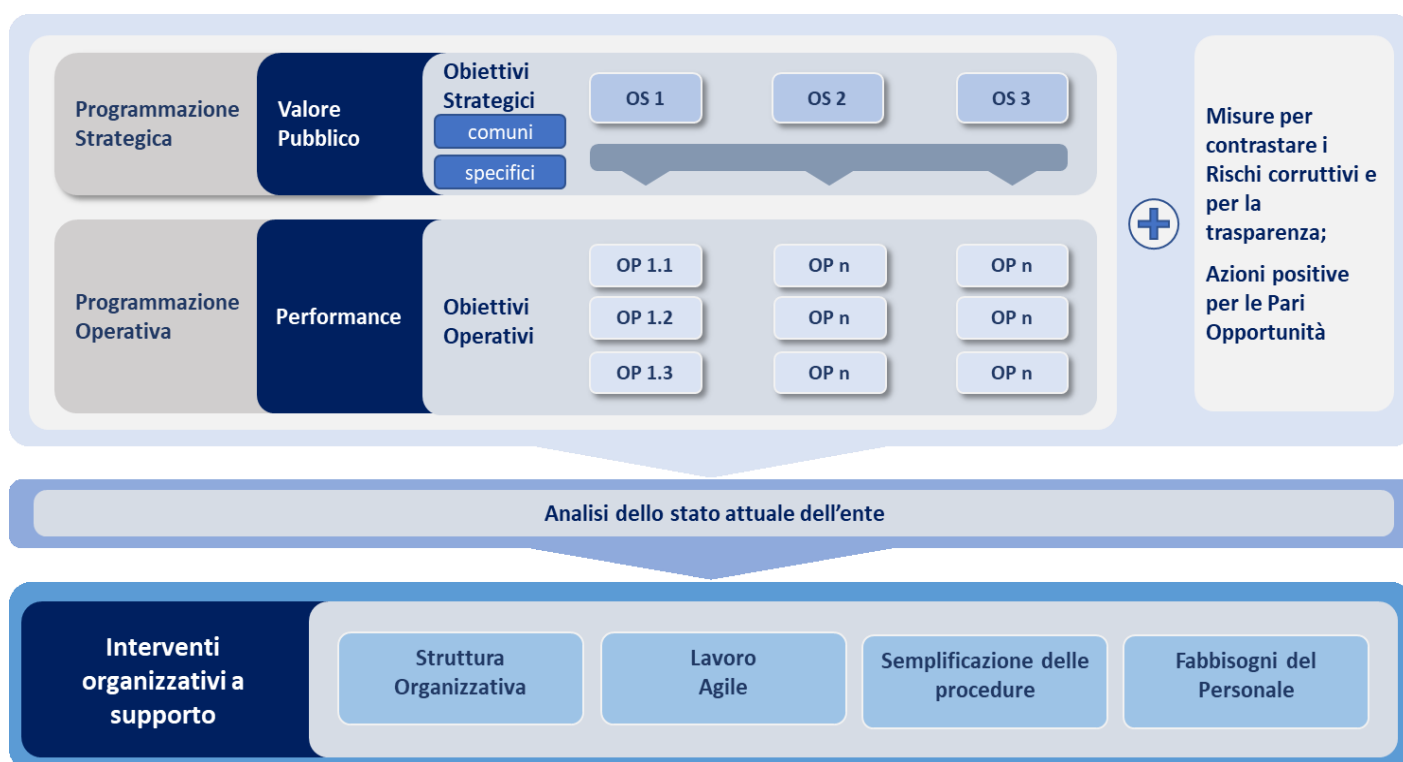 Programmazione
Strategica
Valore
Pubblico
Obiettivi
Strategici
comuni
specifici
OS 1
OS 2
OS 3
Programmazione
Operativa
Performance
Obiettivi
Operativi
OP 1.1
OP n
OP n
OP 1.2
OP n
OP n
OP 1.3
OP n
OP n
Misure per
contrastare i
Rischi corruttivi e
per la
trasparenza;
Azioni positive
per le Pari
Opportunità
Analisi dello stato attuale dell’ente
Interventi
organizzativi a
supporto
Struttura
Organizzativa
Lavoro
Agile
Semplificazione delle
procedure
Fabbisogni del
Personale